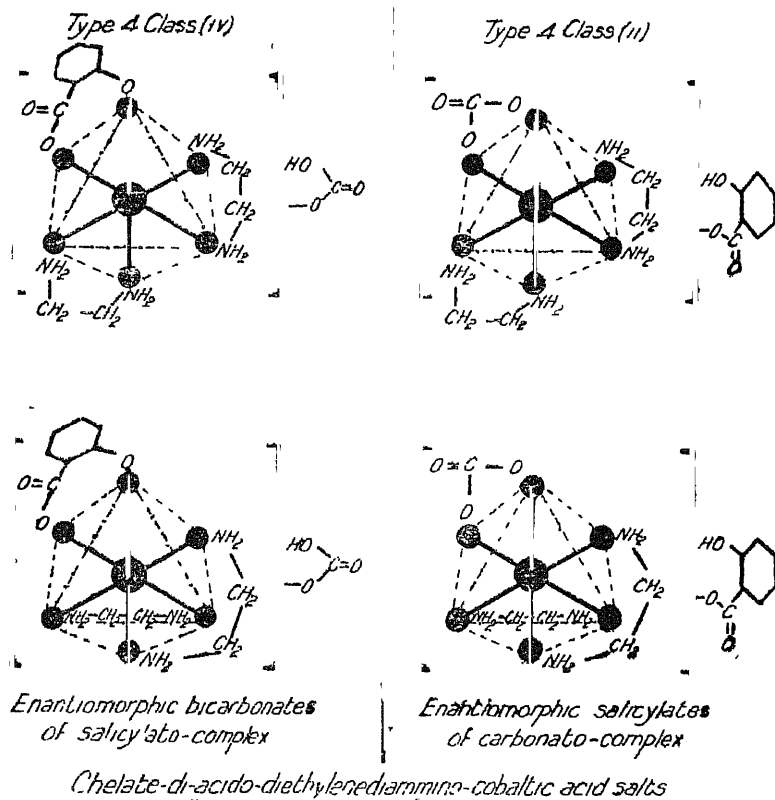 Type 4 Class (iv)
Type 4 Class (ii)
O
O=C
O
NH2
CH2
CH2
NH2
NH2
NH2
CH2 – CH2
HO
C=O
–O
O=C – O
O
NH2
CH2
CH2
NH2
NH2
NH2
CH2 – CH2
HO
–O
C
O
O
O=C
O
NH2
CH2
NH2–CH2–CH2–NH2
CH2
NH2
HO
C=O
–O
O=C – O
O
NH2
CH2
NH2–CH2–CH2–NH2
CH2
NH2
HO
–O
C
O
Enantiomorphic bicarbonates
of salicylato-complex
Enantiomorphic salicylates
of carbonato-complex
Chelate-di-acido-diethylenediammino-cobaltic acid salts